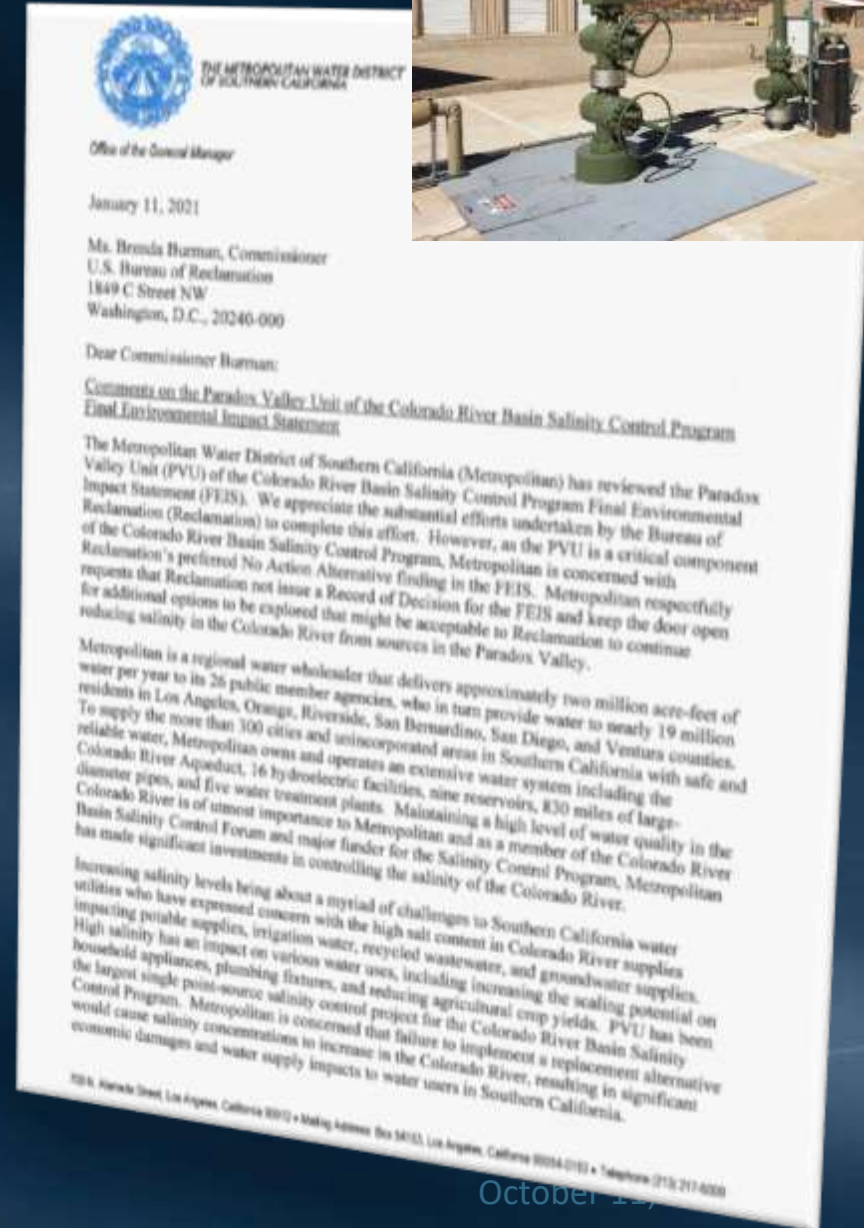 THE METROPOLITAN WATER DISTRICT
OF SOUTHERN CALIFORNIA
Office of the General Manager
January 11, 2021
Ms. Brenda Burman, Commissioner
U.S. Bureau of Reclamation
1849 C Street NW
Washington, D.C., 20240-000
Dear Commissioner Burman:
Comments on the Paradox Valley Unit of the Colorado River Basin Salinity Control Program
Final Environmental Impact Statement
The Metropolitan Water District of Southern California (Metropolitan) has reviewed the Paradox
Valley Unit (PVU) of the Colorado River Basin Salinity Control Program Final Environmental
Impact Statement (FEIS). We appreciate the substantial efforts undertaken by the Bureau of
Reclamation (Reclamation) to complete this effort. However, as the PVU is a critical component
of the Colorado River Basin Salinity Control Program, Metropolitan is concerned with
Reclamation's preferred No Action Alternative finding in the FEIS. Metropolitan respectfully
requests that Reclamation not issue a Record of Decision for the FEIS and keep the door open
for additional options to be explored that might be acceptable to Reclamation to continue
reducing salinity in the Colorado River from sources in the Paradox Valley.
Metropolitan is a regional water wholesaler that delivers approximately two million acre-feet of
water per year to its 26 public member agencies, who in turn provide water to nearly 19 million
residents in Los Angeles, Orange, Riverside, San Bernardino, San Diego, and Ventura counties.
To supply the more than 300 cities and unincorporated areas in Southern California with safe and
reliable water, Metropolitan owns and operates an extensive water system including the
Colorado River Aqueduct, 16 hydroelectric facilities, nine reservoirs, 830 miles of large-
diameter pipes, and five water treatment plants. Maintaining a high level of water quality in the
Colorado River is of utmost importance to Metropolitan and as a member of the Colorado River
Basin Salinity Control Forum and major funder for the Salinity Control Program, Metropolitan
has made significant investments in controlling the salinity of the Colorado River.
Increasing salinity levels bring about a myriad of challenges to Southern California water
utilities who have expressed concern with the high salt content in Colorado River supplies
impacting potable supplies, irrigation water, recycled wastewater, and groundwater supplies.
High salinity has an impact on various water uses, including increasing the scaling potential on
household appliances, plumbing fixtures, and reducing agricultural crop yields. PVU has been
the largest single point-source salinity control project for the Colorado River Basin Salinity
Control Program. Metropolitan is concerned that failure to implement a replacement alternative
would cause salinity concentrations to increase in the Colorado River, resulting in significant
economic damages and water supply impacts to water users in Southern California.
700 N. Alameda Street, Los Angeles, California 90012 • Mailing Address: Box 54153, Los Angeles, California 90054-0153 • Telephone (213) 217-6000
October 11,